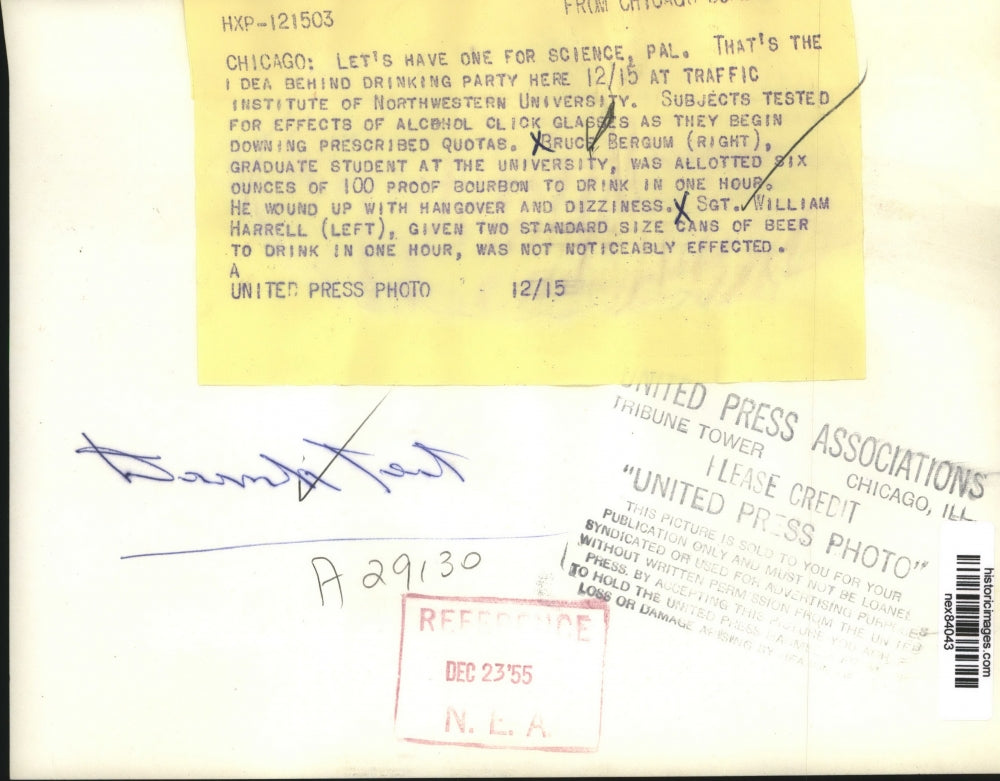 HXP-121503
FROM CHICAGO
CHICAGO: LET'S HAVE ONE FOR SCIENCE, PAL. THAT'S THE
IDEA BEHIND DRINKING PARTY HERE 12/15 AT TRAFFIC
INSTITUTE OF NORTHWESTERN UNIVERSITY. SUBJECTS TESTED
FOR EFFECTS OF ALCOHOL CLICK GLASSES AS THEY BEGIN
DOWNING PRESCRIBED QUOTAS. X BRUCE BERGUM (RIGHT),
GRADUATE STUDENT AT THE UNIVERSITY, WAS ALLOTTED SIX
OUNCES OF 100 PROOF BOURBON TO DRINK IN ONE HOUR.
HE WOUND UP WITH HANGOVER AND DIZZINESS. X SGT. WILLIAM
HARRELL (LEFT), GIVEN TWO STANDARD SIZE CANS OF BEER
TO DRINK IN ONE HOUR, WAS NOT NOTICEABLY EFFECTED.
A
UNITED PRESS PHOTO 12/15
UNITED PRESS ASSOCIATIONS
TRIBUNE TOWER CHICAGO, ILL
PLEASE CREDIT
"UNITED PRESS PHOTO"
THIS PICTURE IS SOLD TO YOU FOR YOUR
PUBLICATION ONLY AND MUST NOT BE LOANED
SYNDICATED OR USED FOR ADVERTISING PURPOSES
WITHOUT WRITTEN PERMISSION FROM THE UNITED
PRESS. BY ACCEPTING THIS PICTURE YOU AGREE
TO HOLD THE UNITED PRESS
LOSS OR DAMAGE ARISING BY
A 29130
REFERENCE
DEC 23 '55
N. E. A.
historicimages.com
nex84043